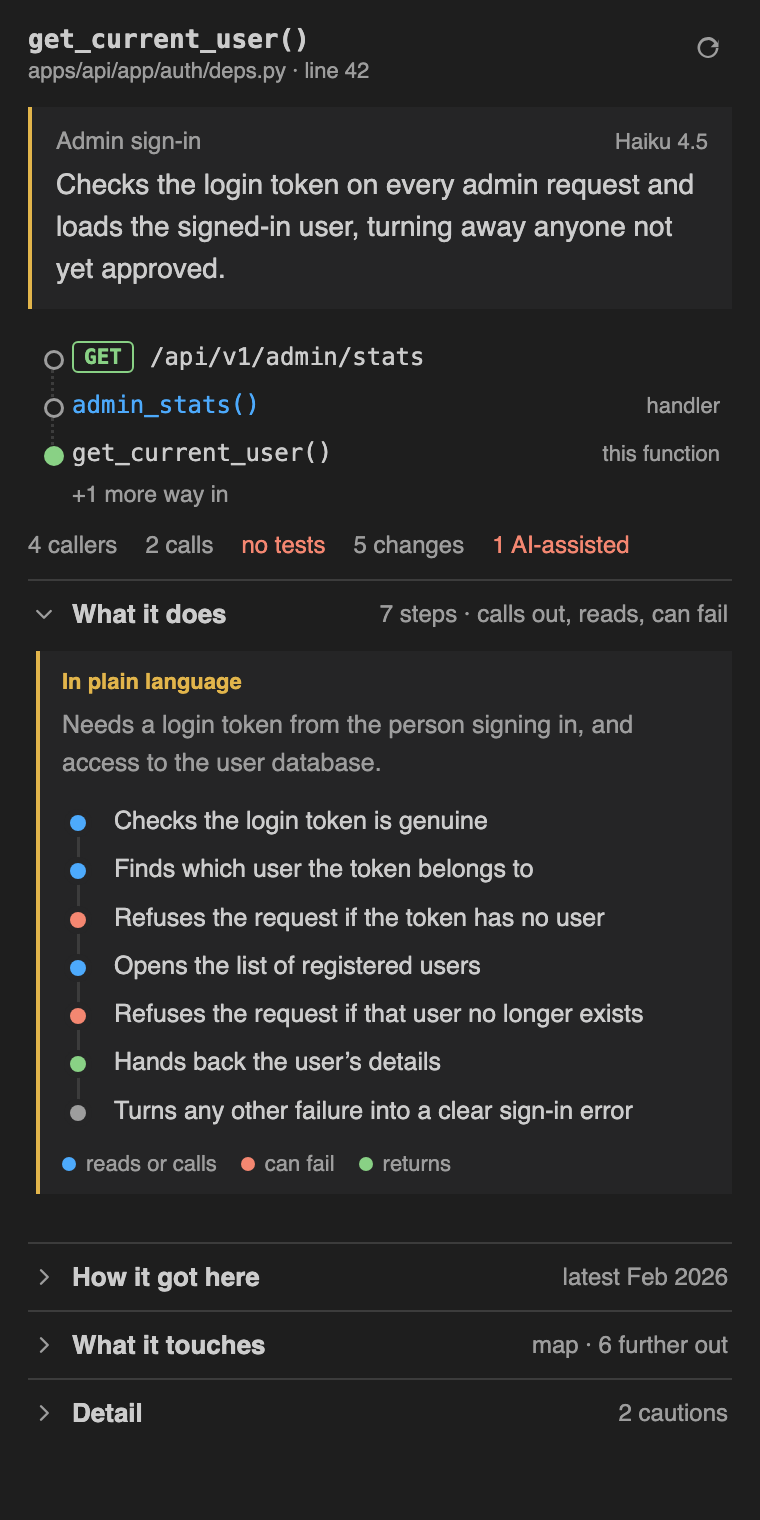 get_current_user()
apps/api/app/auth/deps.py · line 42
Admin sign-in Haiku 4.5
Checks the login token on every admin request and
loads the signed-in user, turning away anyone not
yet approved.
GET /api/v1/admin/stats
admin_stats() handler
get_current_user() this function
+1 more way in
4 callers 2 calls no tests 5 changes 1 AI-assisted
What it does 7 steps · calls out, reads, can fail
In plain language
Needs a login token from the person signing in, and
access to the user database.
Checks the login token is genuine
Finds which user the token belongs to
Refuses the request if the token has no user
Opens the list of registered users
Refuses the request if that user no longer exists
Hands back the user’s details
Turns any other failure into a clear sign-in error
reads or calls can fail returns
How it got here latest Feb 2026
What it touches map · 6 further out
Detail 2 cautions